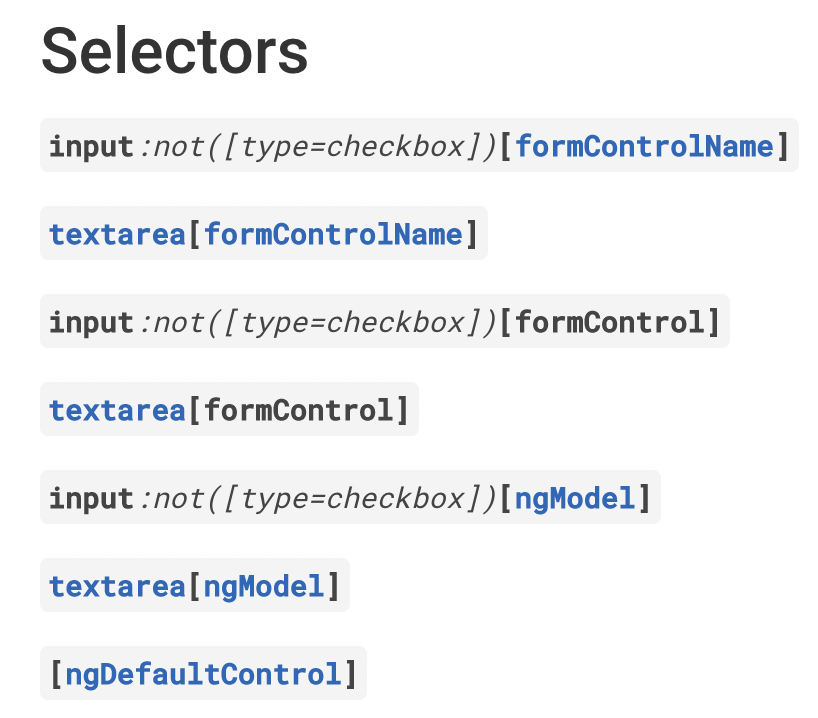 Selectors
input:not([type=checkbox])[formControlName]
textarea[formControlName]
input:not([type=checkbox])[formControl]
textarea[formControl]
input:not([type=checkbox])[ngModel]
textarea[ngModel]
[ngDefaultControl]